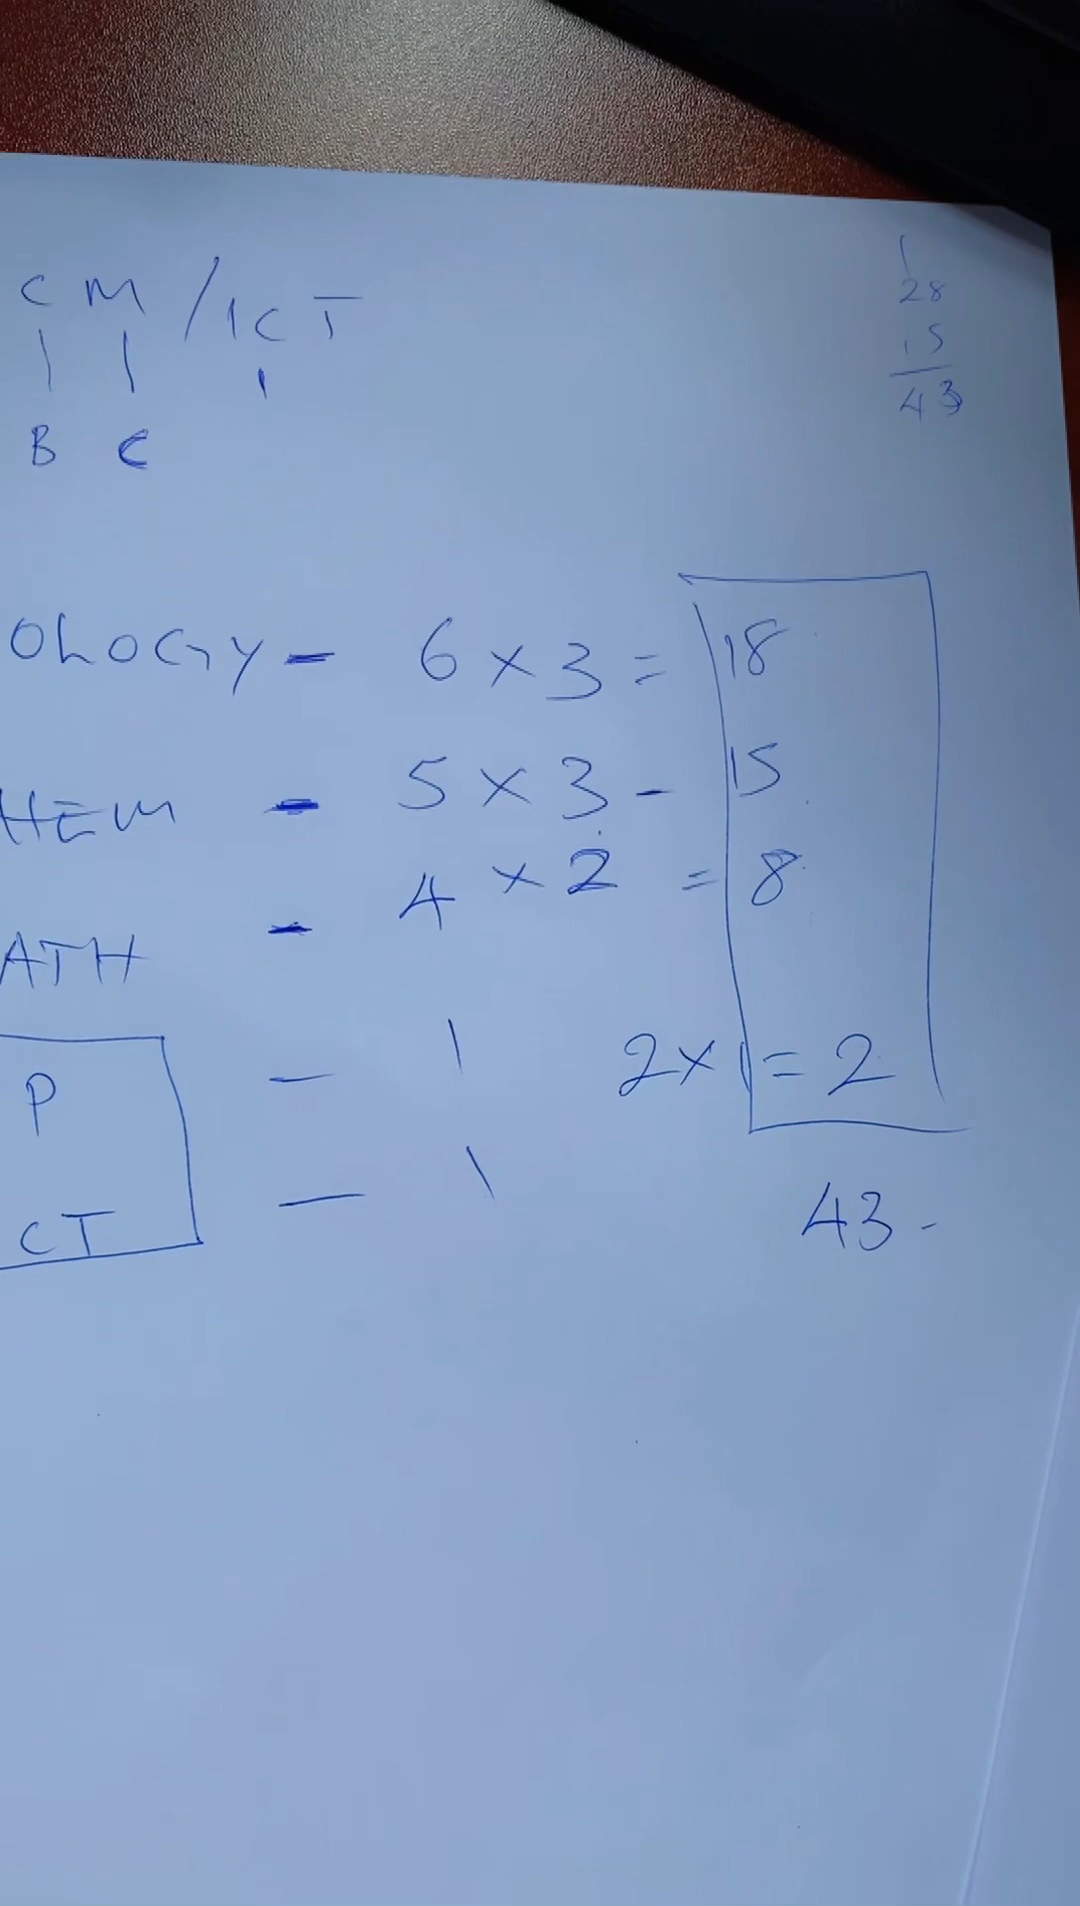 CM/ICT
B C
1
28
15
43
OLOGY - 6 × 3 = 18
HEM - 5 × 3 - 15
ATH - 4 × 2 = 8
P - 1 2 × 1 = 2
CT - 1
43 -